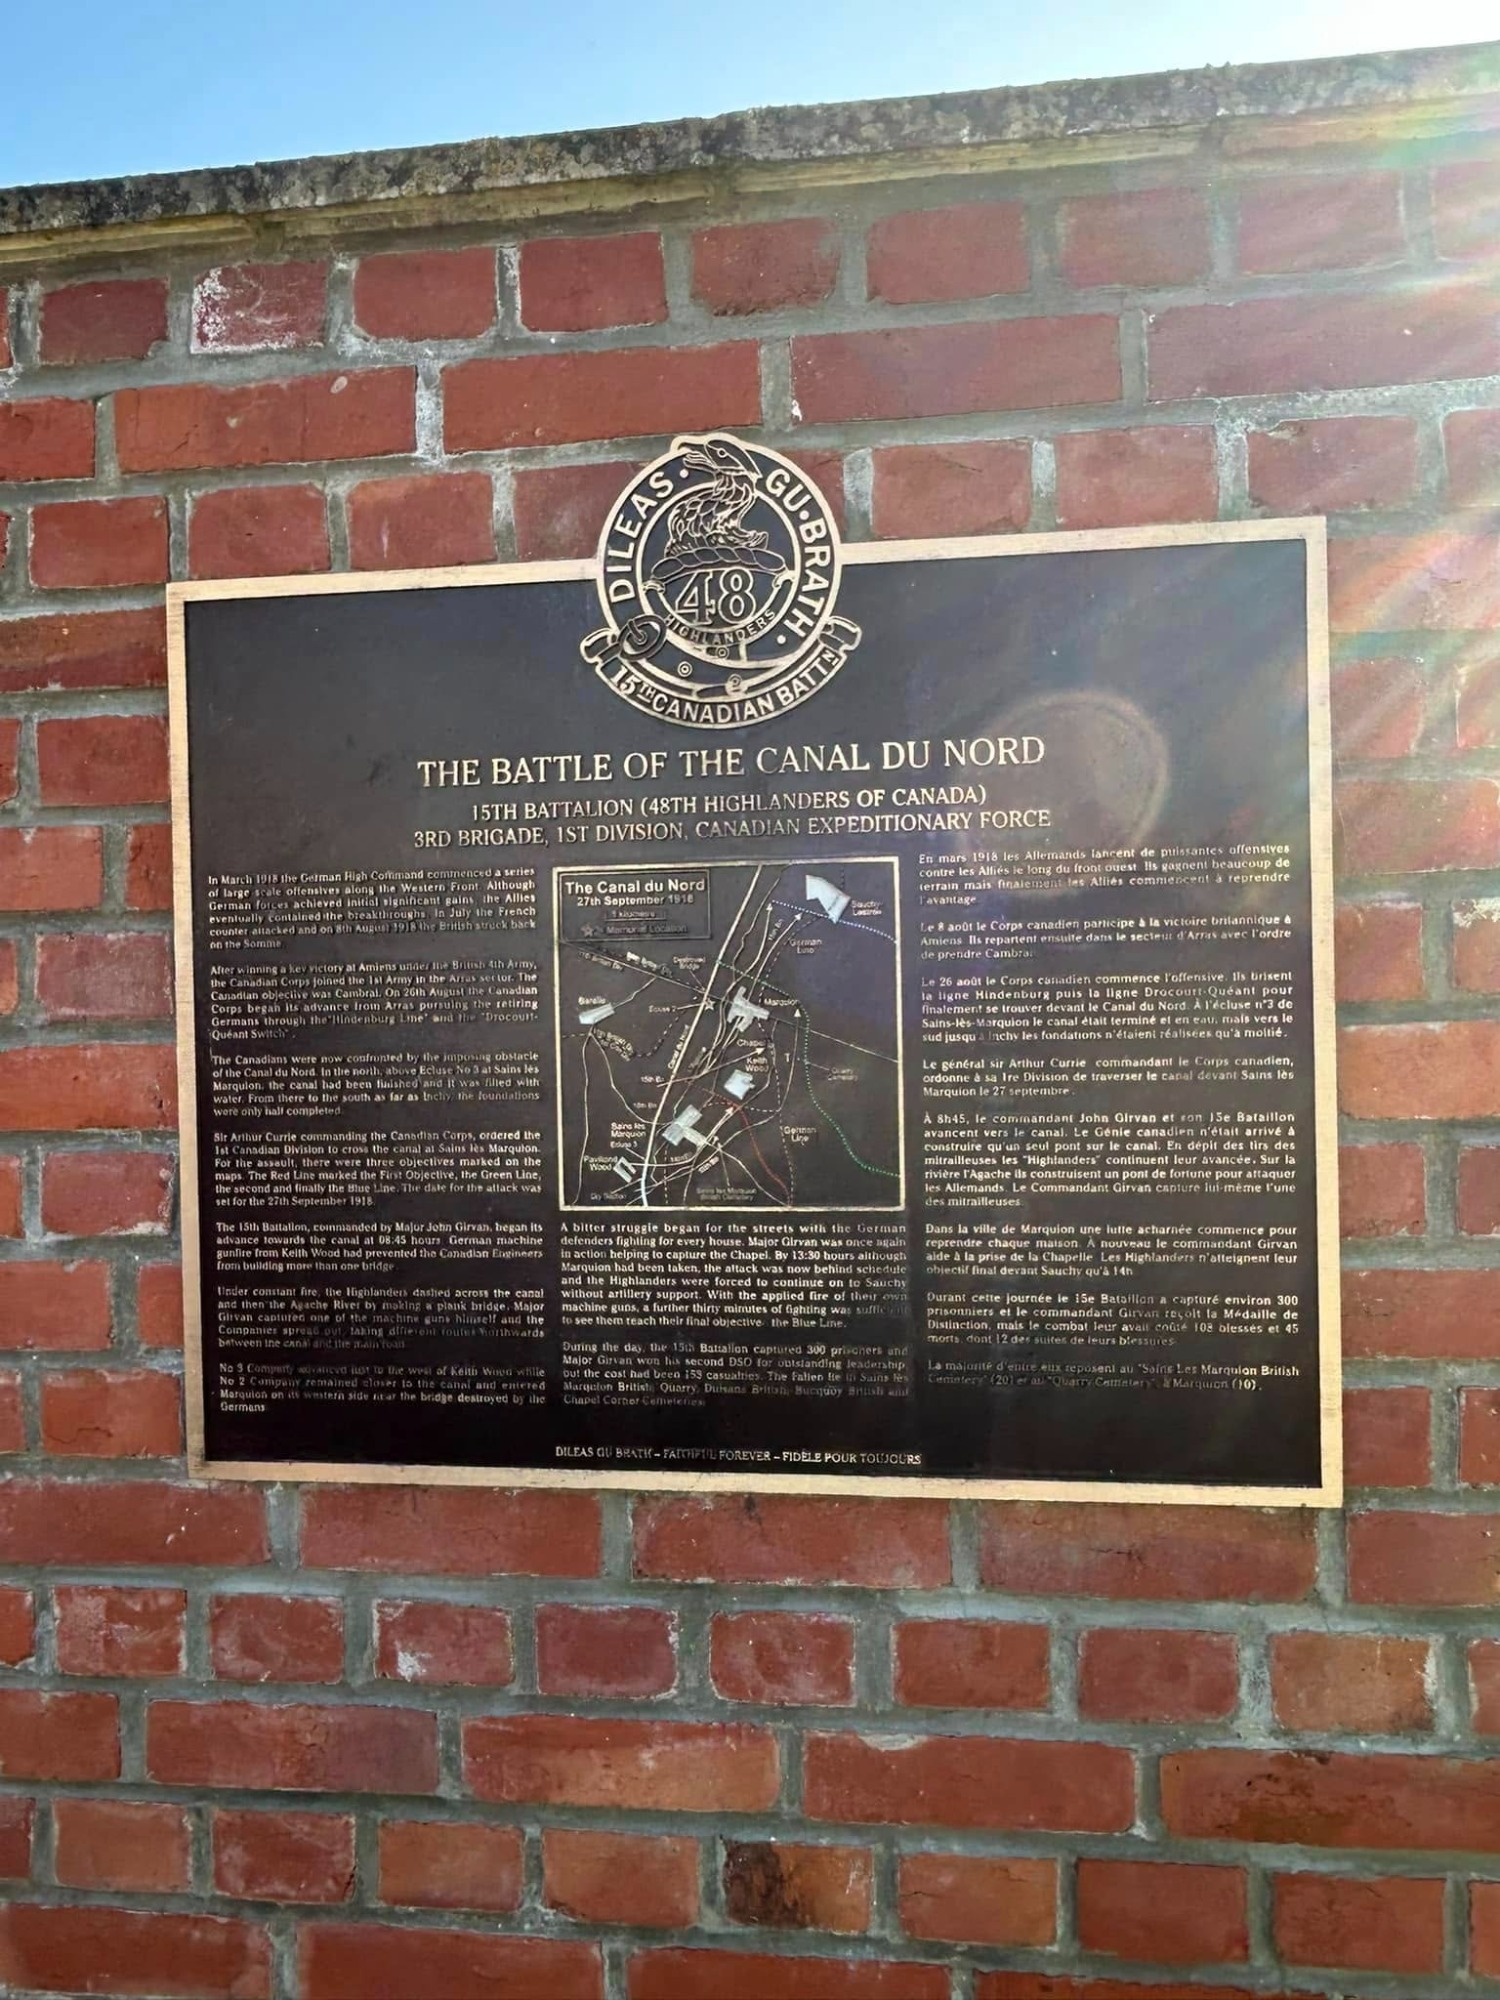 DILEAS · GU · BRATH ·
48
HIGHLANDERS
15TH CANADIAN BATTN
THE BATTLE OF THE CANAL DU NORD
15TH BATTALION (48TH HIGHLANDERS OF CANADA)
3RD BRIGADE, 1ST DIVISION, CANADIAN EXPEDITIONARY FORCE
In March 1918 the German High Command commenced a series
of large scale offensives along the Western Front. Although
German forces achieved initial significant gains, the Allies
eventually contained the breakthroughs. In July the French
counter attacked and on 8th August 1918 the British struck back
on the Somme.
After winning a key victory at Amiens under the British 4th Army,
the Canadian Corps joined the 1st Army in the Arras sector. The
Canadian objective was Cambrai. On 26th August the Canadian
Corps began its advance from Arras pursuing the retiring
Germans through the "Hindenburg Line" and the "Drocourt-
Quéant Switch".
The Canadians were now confronted by the imposing obstacle
of the Canal du Nord. In the north, above Ecluse No 3 at Sains lès
Marquion, the canal had been finished and it was filled with
water. From there to the south as far as Inchy, the foundations
were only half completed.
Sir Arthur Currie commanding the Canadian Corps, ordered the
1st Canadian Division to cross the canal at Sains lès Marquion.
For the assault, there were three objectives marked on the
maps. The Red Line marked the First Objective, the Green Line,
the second and finally the Blue Line. The date for the attack was
set for the 27th September 1918.
The 15th Battalion, commanded by Major John Girvan, began its
advance towards the canal at 08:45 hours. German machine
gunfire from Keith Wood had prevented the Canadian Engineers
from building more than one bridge.
Under constant fire, the Highlanders dashed across the canal
and then the Agache River by making a plank bridge. Major
Girvan captured one of the machine guns himself and the
Companies spread out, taking different routes northwards
between the canal and the main road.
No 3 Company advanced just to the west of Keith Wood while
No 2 Company remained closer to the canal and entered
Marquion on its western side near the bridge destroyed by the
Germans.
The Canal du Nord
27th September 1918
1 kilometre
Memorial Location
Sauchy-
Lestrée
German
Line
Destroyed
Bridge
Baralle
Marquion
Canal du Nord
Chapel
Keith
Wood
Quarry
Cemetery
15th Bn
Sains les
Marquion
Ecluse 3
German
Line
Pavilland
Wood
Sains les Marquion
British Cemetery
A bitter struggle began for the streets with the German
defenders fighting for every house. Major Girvan was once again
in action helping to capture the Chapel. By 13:30 hours although
Marquion had been taken, the attack was now behind schedule
and the Highlanders were forced to continue on to Sauchy
without artillery support. With the applied fire of their own
machine guns, a further thirty minutes of fighting was sufficient
to see them reach their final objective, the Blue Line.
During the day, the 15th Battalion captured 300 prisoners and
Major Girvan won his second DSO for outstanding leadership,
but the cost had been 153 casualties. The Fallen lie in Sains lès
Marquion British, Quarry, Duisans British, Bucquoy British and
Chapel Corner Cemeteries.
En mars 1918 les Allemands lancent de puissantes offensives
contre les Alliés le long du front ouest. Ils gagnent beaucoup de
terrain mais finalement les Alliés commencent à reprendre
l'avantage.
Le 8 août le Corps canadien participe à la victoire britannique à
Amiens. Ils repartent ensuite dans le secteur d'Arras avec l'ordre
de prendre Cambrai.
Le 26 août le Corps canadien commence l'offensive. Ils brisent
la ligne Hindenburg puis la ligne Drocourt-Quéant pour
finalement se trouver devant le Canal du Nord. À l'écluse n°3 de
Sains-lès-Marquion le canal était terminé et en eau, mais vers le
sud jusqu'à Inchy les fondations n'étaient réalisées qu'à moitié.
Le général sir Arthur Currie commandant le Corps canadien,
ordonne à sa 1re Division de traverser le canal devant Sains lès
Marquion le 27 septembre.
À 8h45, le commandant John Girvan et son 15e Bataillon
avancent vers le canal. Le Génie canadien n'était arrivé à
construire qu'un seul pont sur le canal. En dépit des tirs des
mitrailleuses les "Highlanders" continuent leur avancée. Sur la
rivière l'Agache ils construisent un pont de fortune pour attaquer
les Allemands. Le Commandant Girvan capture lui-même l'une
des mitrailleuses.
Dans la ville de Marquion une lutte acharnée commence pour
reprendre chaque maison. À nouveau le commandant Girvan
aide à la prise de la Chapelle. Les Highlanders n'atteignent leur
objectif final devant Sauchy qu'à 14h.
Durant cette journée le 15e Bataillon a capturé environ 300
prisonniers et le commandant Girvan reçoit la Médaille de
Distinction, mais le combat leur avait coûté 108 blessés et 45
morts, dont 12 des suites de leurs blessures.
La majorité d'entre eux reposent au "Sains Les Marquion British
Cemetery" (20) et au "Quarry Cemetery", à Marquion (10).
DILEAS GU BRATH – FAITHFUL FOREVER – FIDÈLE POUR TOUJOURS